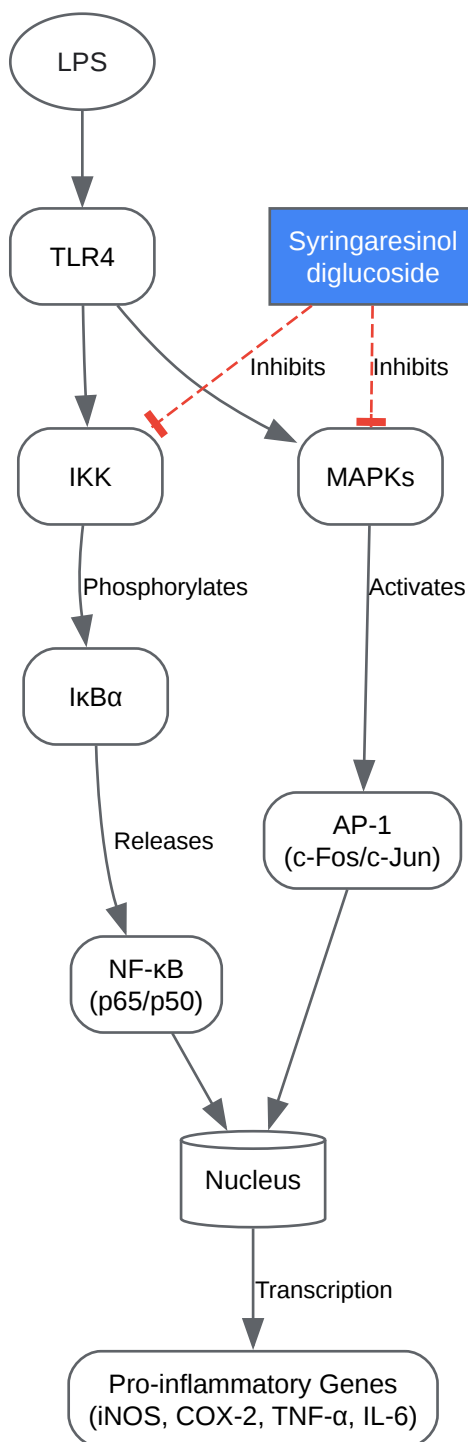 LPS
TLR4
Syringaresinol
diglucoside
Inhibits
Inhibits
IKK
MAPKs
Phosphorylates
Activates
IκBα
Releases
AP-1
(c-Fos/c-Jun)
NF-κB
(p65/p50)
Nucleus
Transcription
Pro-inflammatory Genes
(iNOS, COX-2, TNF-α, IL-6)